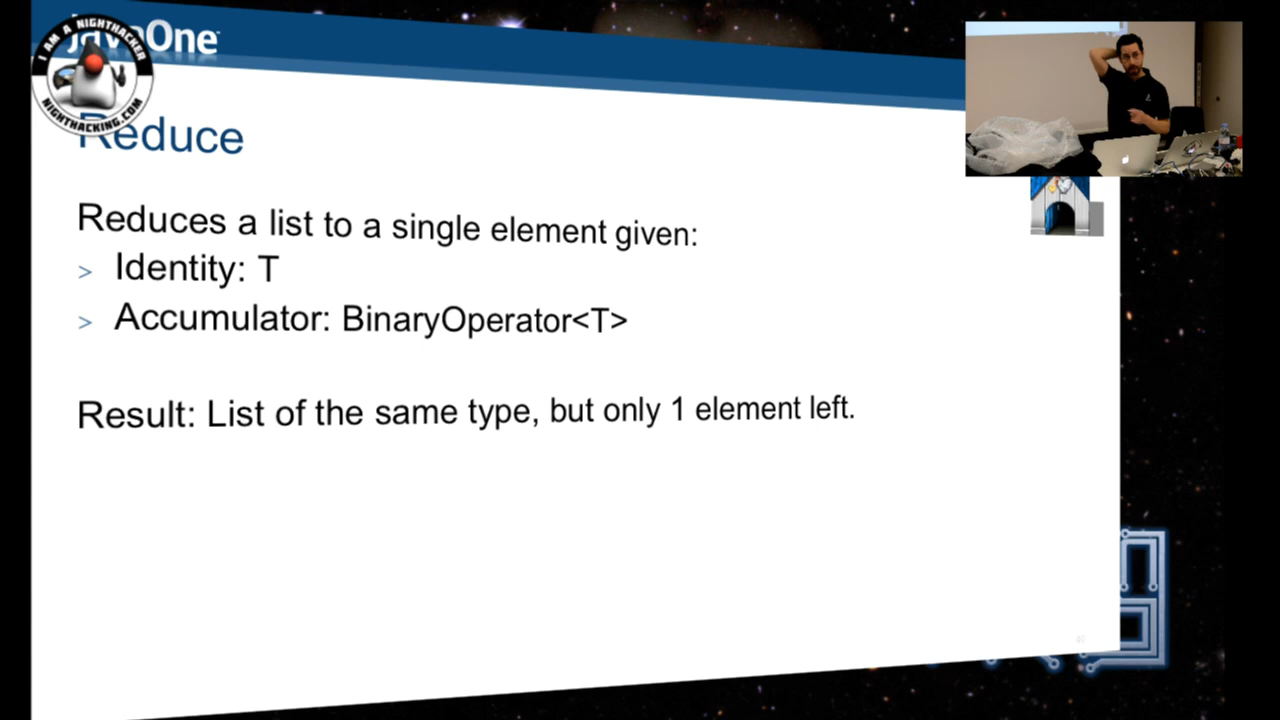 JavaOne
I AM A NIGHTHACKER
NIGHTHACKING.COM
Reduce
Reduces a list to a single element given:
> Identity: T
> Accumulator: BinaryOperator<T>
Result: List of the same type, but only 1 element left.